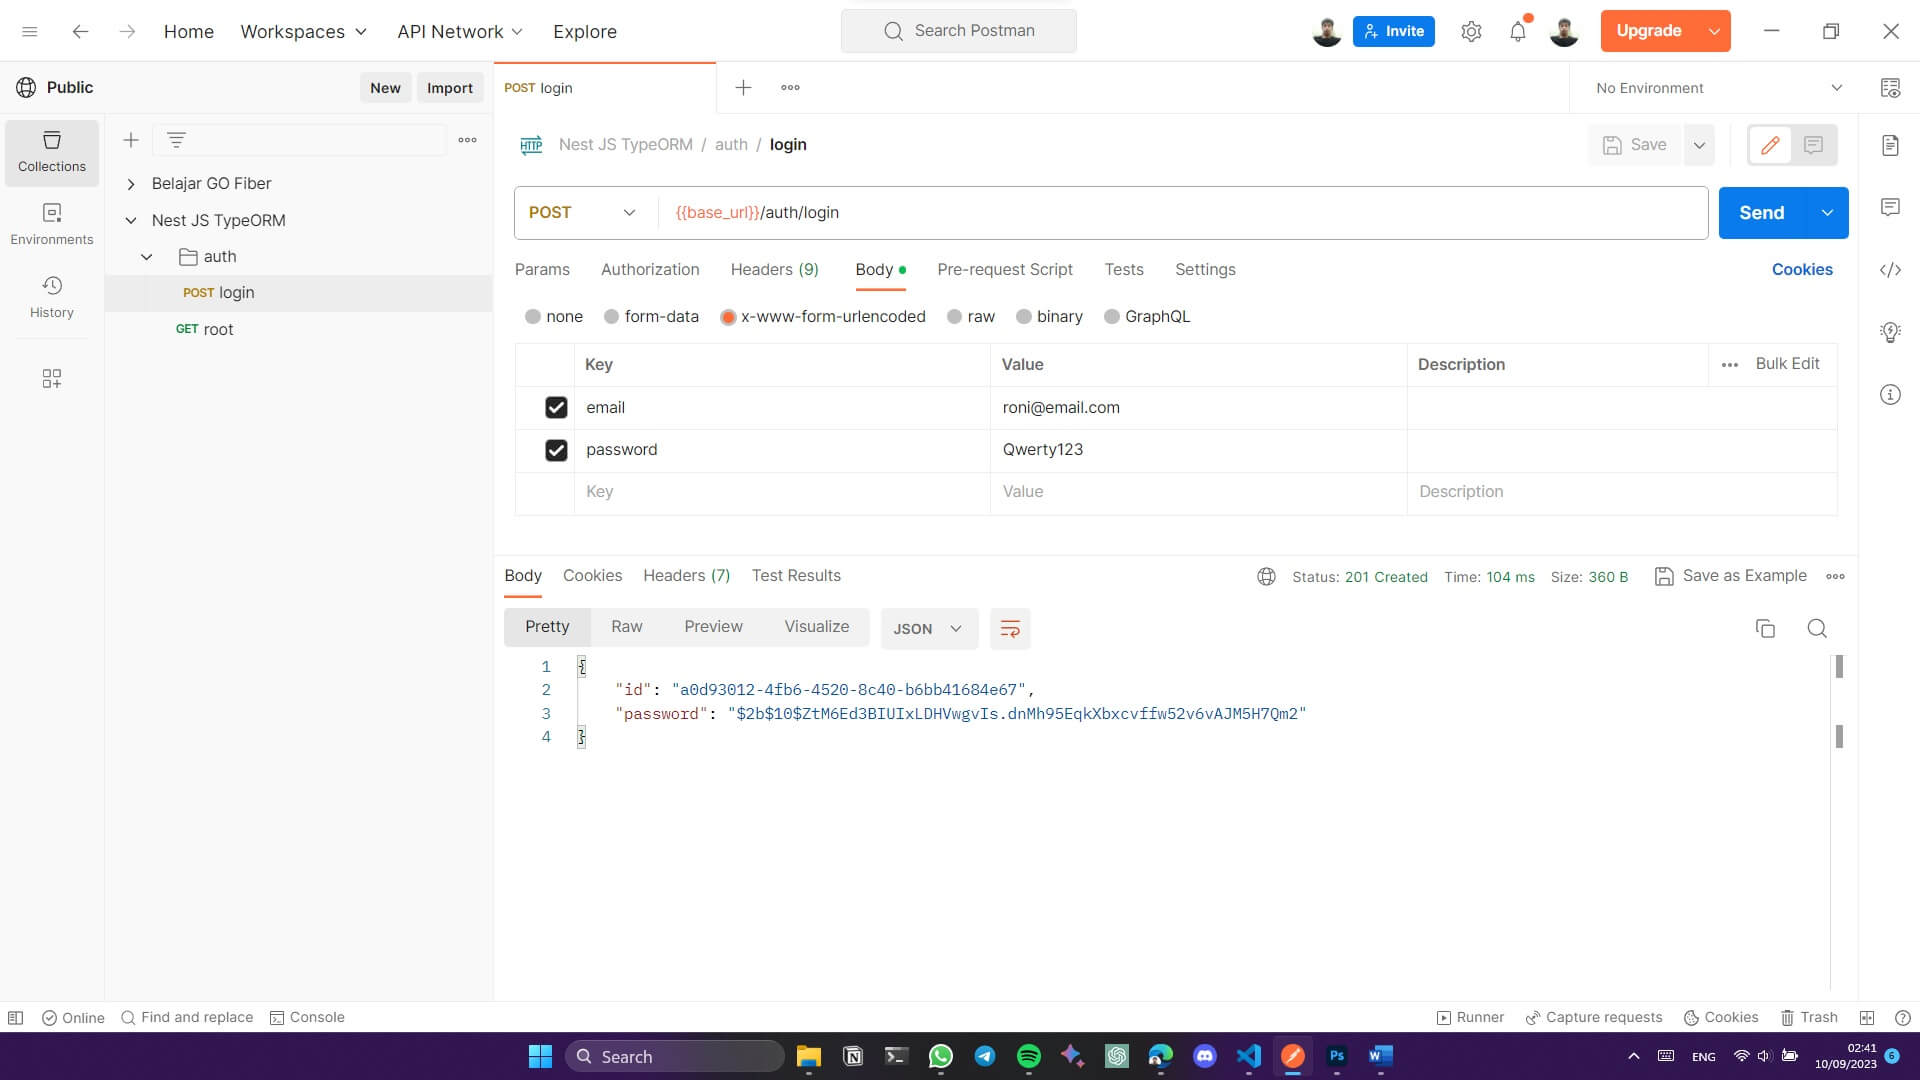 Home Workspaces API Network Explore Search Postman Invite Upgrade
Public New Import POST login No Environment
Collections
Environments
History
Belajar GO Fiber
Nest JS TypeORM
auth
POST login
GET root
HTTP Nest JS TypeORM / auth / login Save
POST {{base_url}}/auth/login Send
Params Authorization Headers (9) Body Pre-request Script Tests Settings Cookies
none form-data x-www-form-urlencoded raw binary GraphQL
Key Value Description Bulk Edit
email roni@email.com
password Qwerty123
Key Value Description
Body Cookies Headers (7) Test Results Status: 201 Created Time: 104 ms Size: 360 B Save as Example
Pretty Raw Preview Visualize JSON
1 {
2 "id": "a0d93012-4fb6-4520-8c40-b6bb41684e67",
3 "password": "$2b$10$ZtM6Ed3BIUIxLDHVwgvIs.dnMh95EqkXbxcvffw52v6vAJM5H7Qm2"
4 }
Online Find and replace Console Runner Capture requests Cookies Trash
Search Ps ENG 02:41
10/09/2023 6